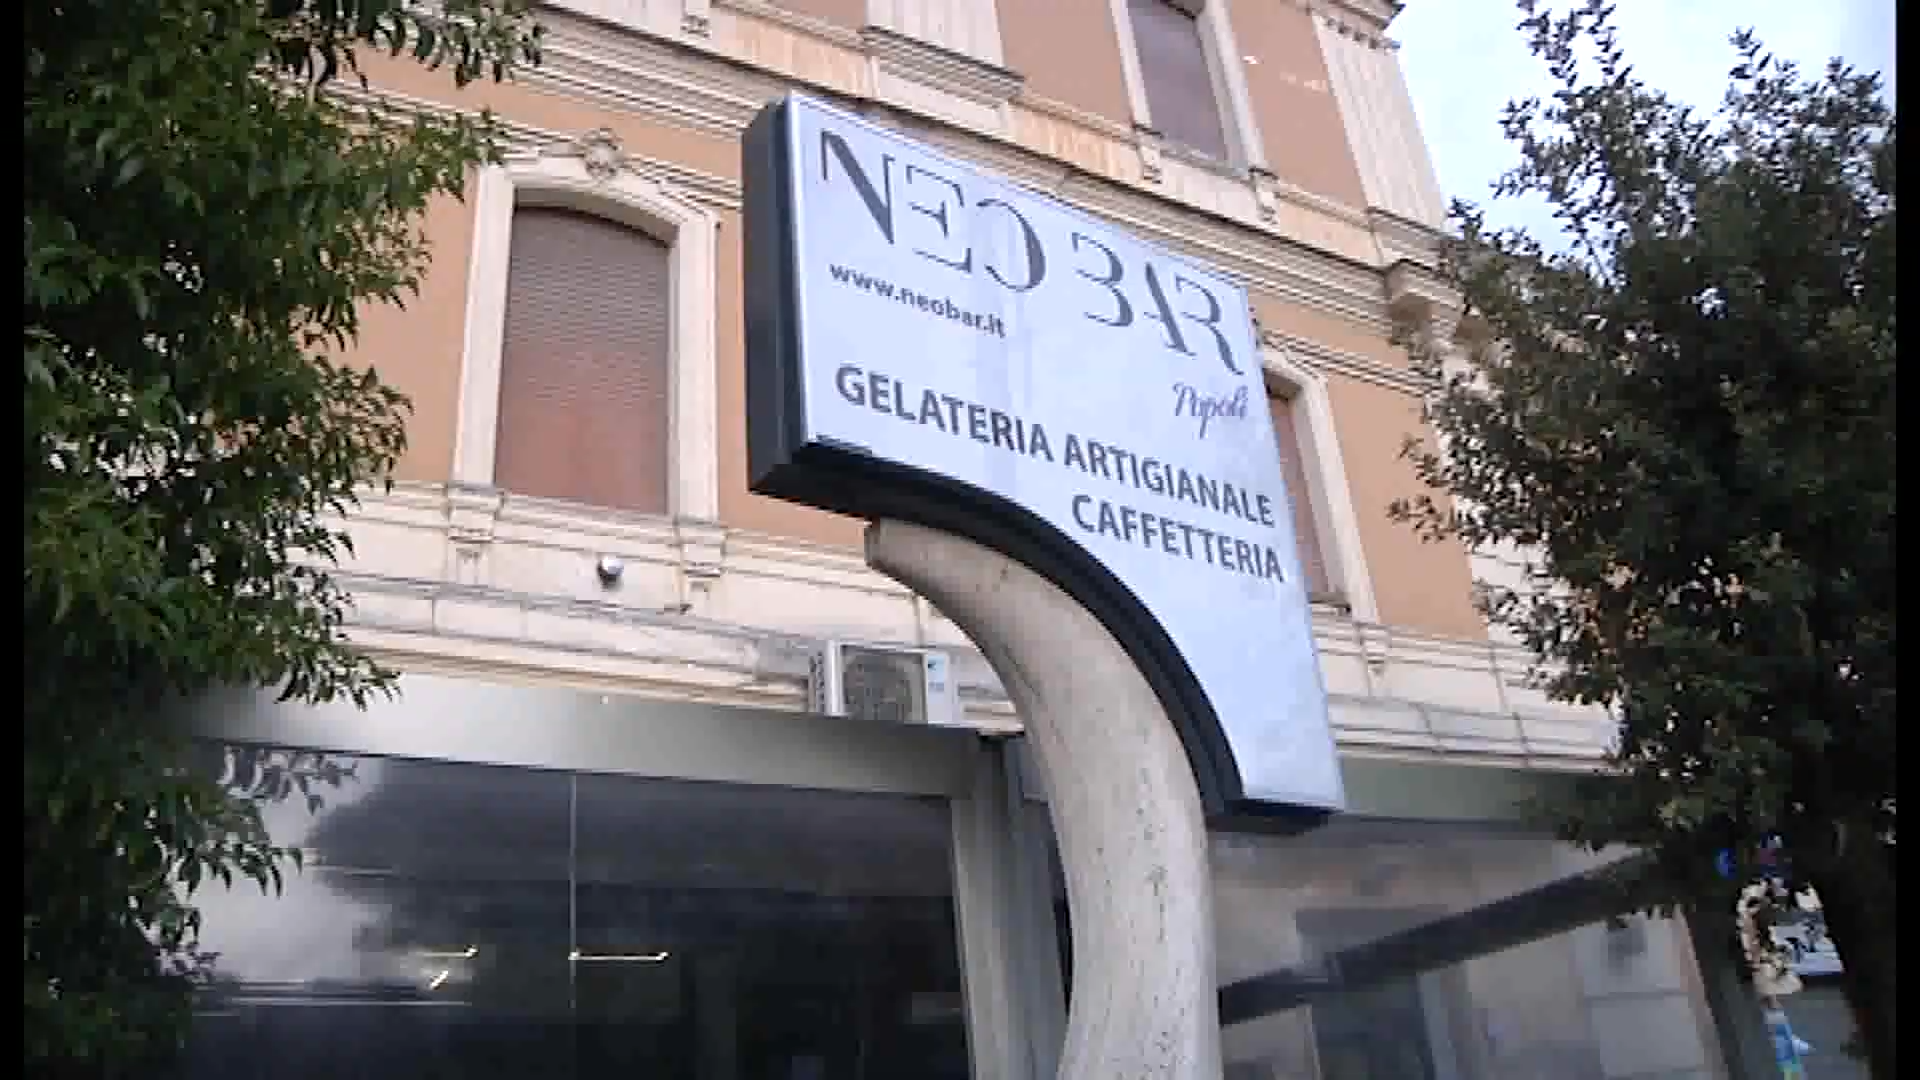 NEO BAR
www.neobar.it
Popoli
GELATERIA ARTIGIANALE
CAFFETTERIA